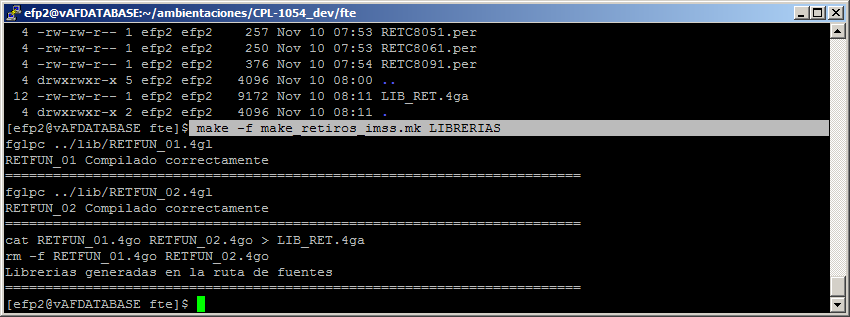 efp2@vAFDATABASE:~/ambientaciones/CPL-1054_dev/fte
4 -rw-rw-r-- 1 efp2 efp2 257 Nov 10 07:53 RETC8051.per
4 -rw-rw-r-- 1 efp2 efp2 250 Nov 10 07:53 RETC8061.per
4 -rw-rw-r-- 1 efp2 efp2 376 Nov 10 07:54 RETC8091.per
4 drwxrwxr-x 5 efp2 efp2 4096 Nov 10 08:00 ..
12 -rw-rw-r-- 1 efp2 efp2 9172 Nov 10 08:11 LIB_RET.4ga
4 drwxrwxr-x 2 efp2 efp2 4096 Nov 10 08:11 .
[efp2@vAFDATABASE fte]$ make -f make_retiros_imss.mk LIBRERIAS
fglpc ../lib/RETFUN_01.4gl
RETFUN_01 Compilado correctamente
========================================================================
fglpc ../lib/RETFUN_02.4gl
RETFUN_02 Compilado correctamente
========================================================================
cat RETFUN_01.4go RETFUN_02.4go > LIB_RET.4ga
rm -f RETFUN_01.4go RETFUN_02.4go
Librerias generadas en la ruta de fuentes
========================================================================
[efp2@vAFDATABASE fte]$